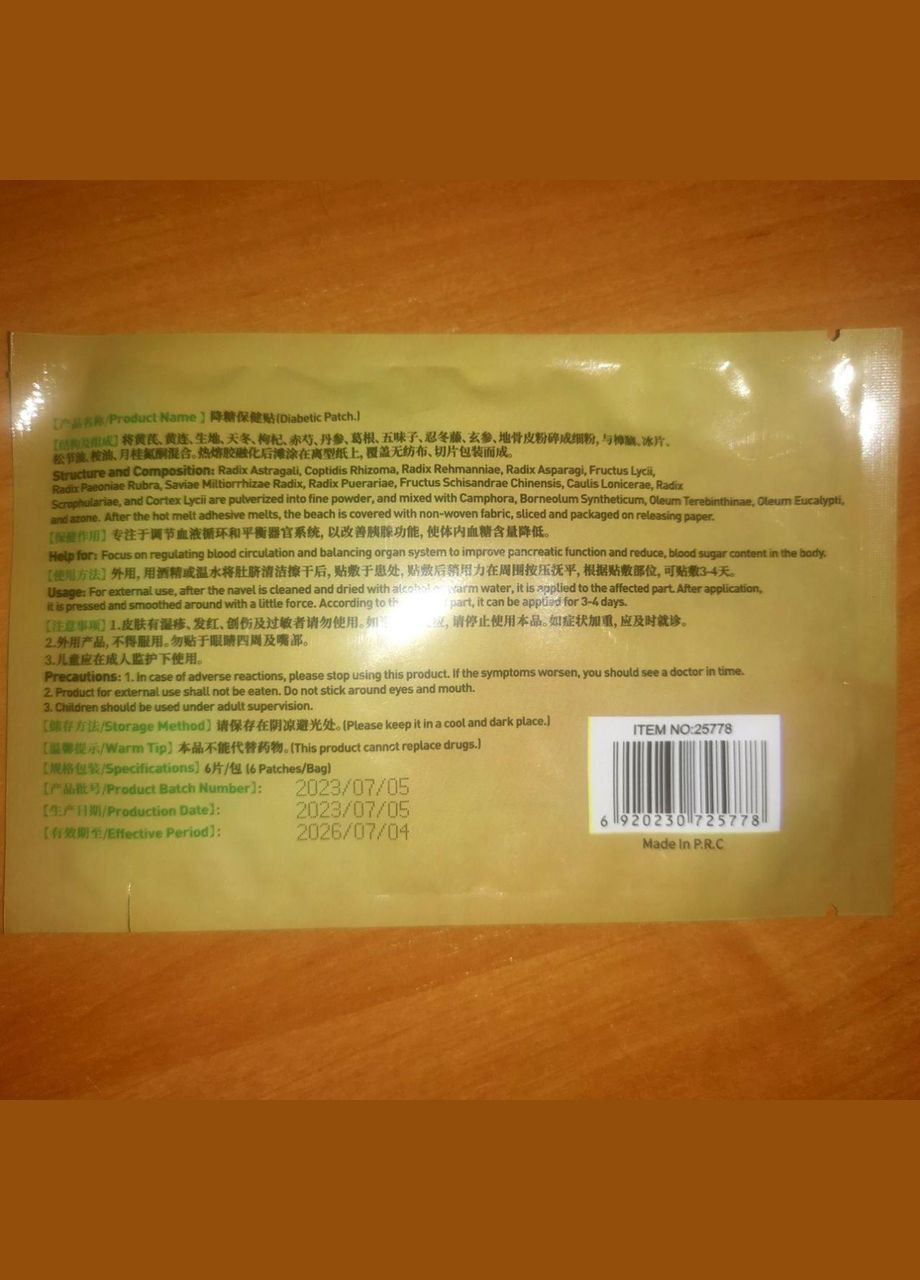 【产品名称/Product Name】降糖保健贴(Diabetic Patch.)
【结构及组成】将黄芪、黄连、生地、天冬、枸杞、赤芍、丹参、葛根、五味子、忍冬藤、玄参、地骨皮粉碎成细粉, 与樟脑、冰片、
松节油、桉油、月桂氮酮混合。热熔胶融化后滩涂在离型纸上, 覆盖无纺布、切片包装而成。
Structure and Composition: Radix Astragali, Coptidis Rhizoma, Radix Rehmanniae, Radix Asparagi, Fructus Lycii,
Radix Paeoniae Rubra, Saviae Miltiorrhizae Radix, Radix Puerariae, Fructus Schisandrae Chinensis, Caulis Lonicerae, Radix
Scrophulariae, and Cortex Lycii are pulverized into fine powder, and mixed with Camphora, Borneolum Syntheticum, Oleum Terebinthinae, Oleum Eucalypti,
and azone. After the hot melt adhesive melts, the beach is covered with non-woven fabric, sliced and packaged on releasing paper.
【保健作用】专注于调节血液循环和平衡器官系统, 以改善胰腺功能, 使体内血糖含量降低。
Help for: Focus on regulating blood circulation and balancing organ system to improve pancreatic function and reduce, blood sugar content in the body.
【使用方法】外用, 用酒精或温水将肚脐清洁擦干后, 贴敷于患处, 贴敷后稍用力在周围按压抚平, 根据贴敷部位, 可贴敷3-4天。
Usage: For external use, after the navel is cleaned and dried with alcohol or warm water, it is applied to the affected part. After application,
it is pressed and smoothed around with a little force. According to the part, it can be applied for 3-4 days.
【注意事项】1.皮肤有湿疹、发红、创伤及过敏者请勿使用。如 请停止使用本品。如症状加重, 应及时就诊。
2.外用产品, 不得服用。勿贴于眼睛四周及嘴部。
3.儿童应在成人监护下使用。
Precautions: 1. In case of adverse reactions, please stop using this product. If the symptoms worsen, you should see a doctor in time.
2. Product for external use shall not be eaten. Do not stick around eyes and mouth.
3. Children should be used under adult supervision.
【储存方法/Storage Method】请保存在阴凉避光处。(Please keep it in a cool and dark place.)
【温馨提示/Warm Tip】本品不能代替药物。(This product cannot replace drugs.)
【规格包装/Specifications】6片/包 (6 Patches/Bag)
【产品批号/Product Batch Number】: 2023/07/05
【生产日期/Production Date】: 2023/07/05
【有效期至/Effective Period】: 2026/07/04
ITEM NO:25778
6 920230 725778
Made In P.R.C